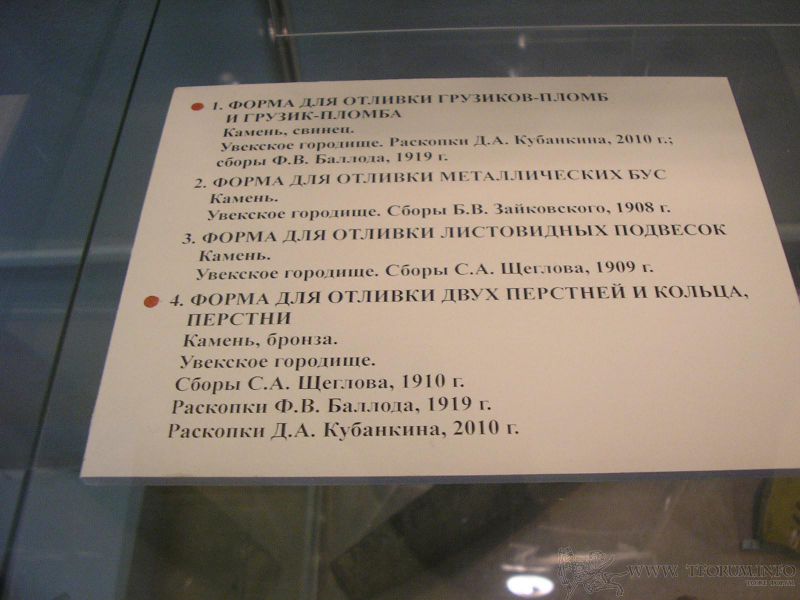 1. ФОРМА ДЛЯ ОТЛИВКИ ГРУЗИКОВ-ПЛОМБ
И ГРУЗИК-ПЛОМБА
Камень, свинец.
Увекское городище. Раскопки Д.А. Кубанкина, 2010 г.;
сборы Ф.В. Баллода, 1919 г.
2. ФОРМА ДЛЯ ОТЛИВКИ МЕТАЛЛИЧЕСКИХ БУС
Камень.
Увекское городище. Сборы Б.В. Зайковского, 1908 г.
3. ФОРМА ДЛЯ ОТЛИВКИ ЛИСТОВИДНЫХ ПОДВЕСОК
Камень.
Увекское городище. Сборы С.А. Щеглова, 1909 г.
4. ФОРМА ДЛЯ ОТЛИВКИ ДВУХ ПЕРСТНЕЙ И КОЛЬЦА,
ПЕРСТНИ
Камень, бронза.
Увекское городище.
Сборы С.А. Щеглова, 1910 г.
Раскопки Ф.В. Баллода, 1919 г.
Раскопки Д.А. Кубанкина, 2010 г.
WWW.TFORUM.INFO